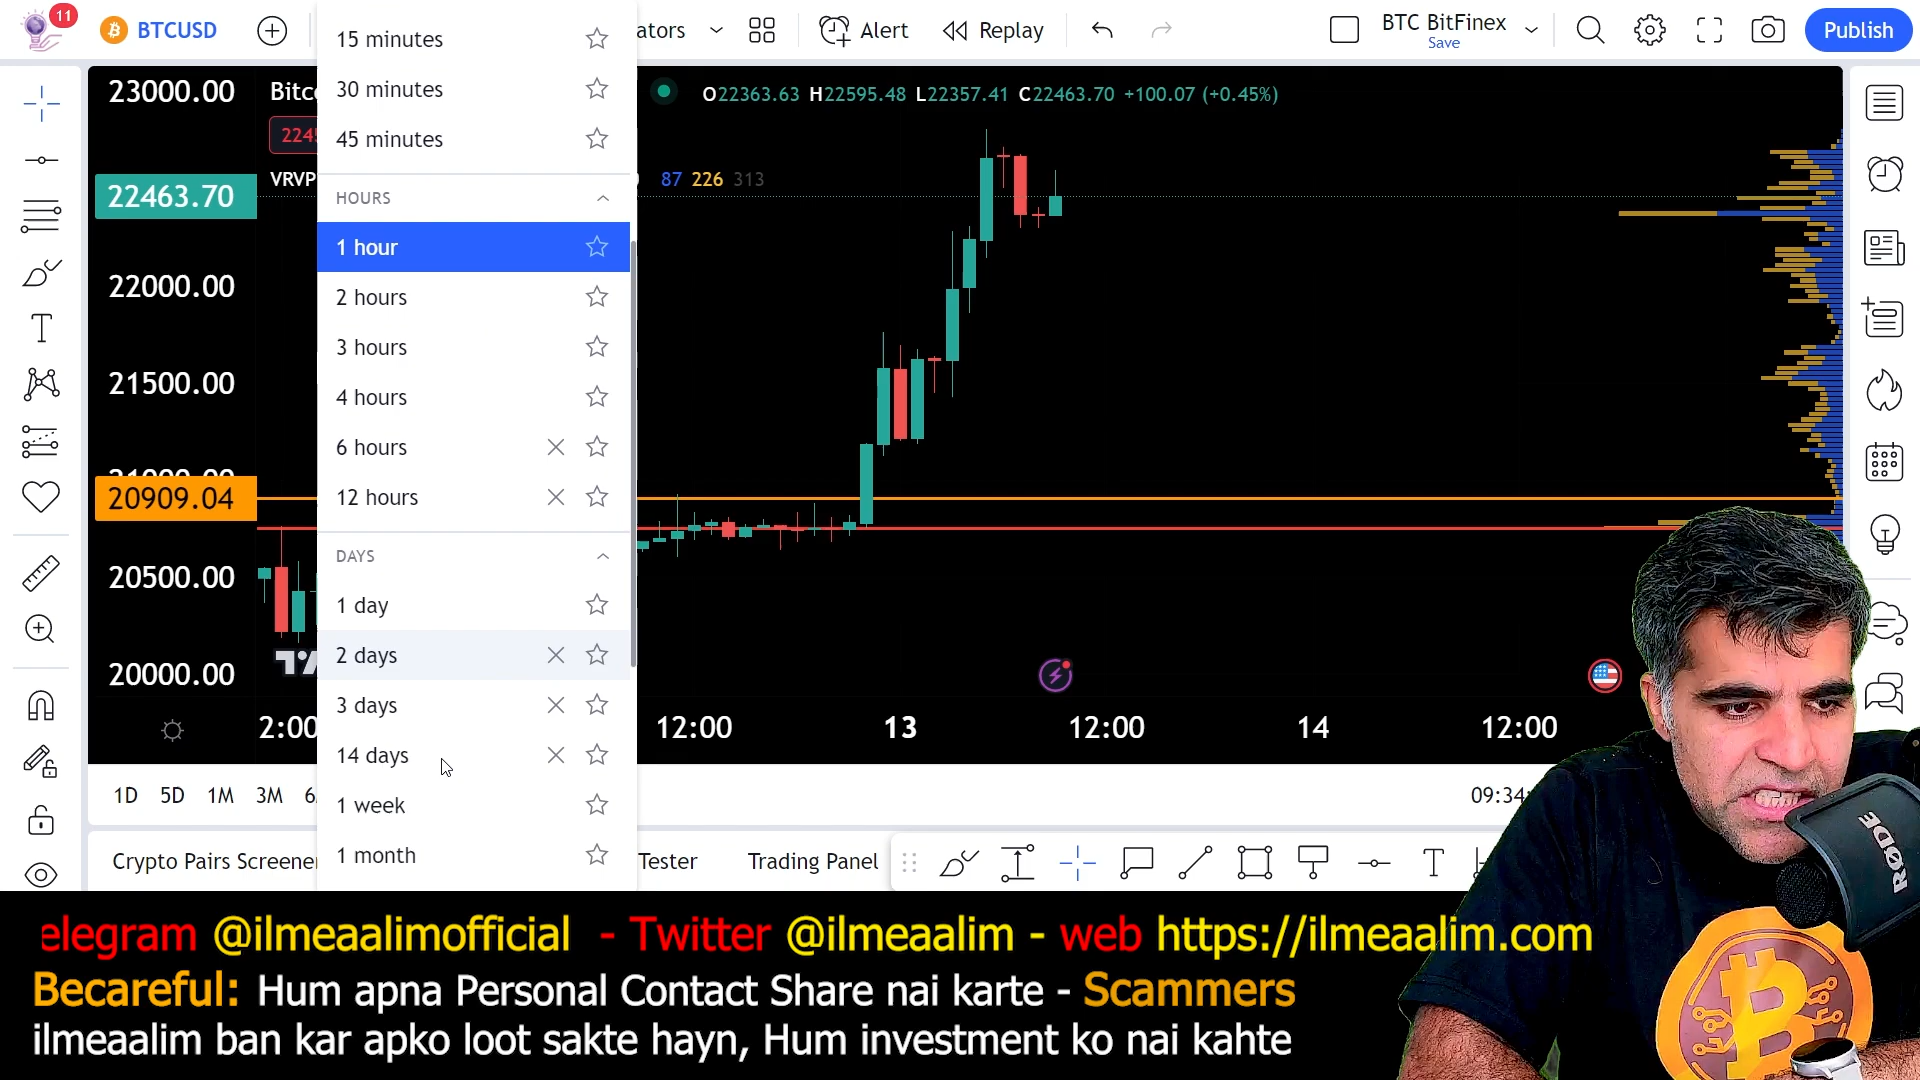 11
BTCUSD
15 minutes
30 minutes
45 minutes
HOURS
1 hour
2 hours
3 hours
4 hours
6 hours
12 hours
DAYS
1 day
2 days
3 days
14 days
1 week
1 month
ators
Alert
Replay
BTC BitFinex
Save
Publish
23000.00
22463.70
22000.00
21500.00
20909.04
20500.00
20000.00
Bitc
VRVP
O22363.63 H22595.48 L22357.41 C22463.70 +100.07 (+0.45%)
87 226 313
2:00
12:00
13
12:00
14
12:00
1D 5D 1M 3M
09:34
Crypto Pairs Screener
Tester
Trading Panel
RØDE
elegram @ilmeaalimofficial - Twitter @ilmeaalim - web https://ilmeaalim.com
Becareful: Hum apna Personal Contact Share nai karte - Scammers
ilmeaalim ban kar apko loot sakte hayn, Hum investment ko nai kahte